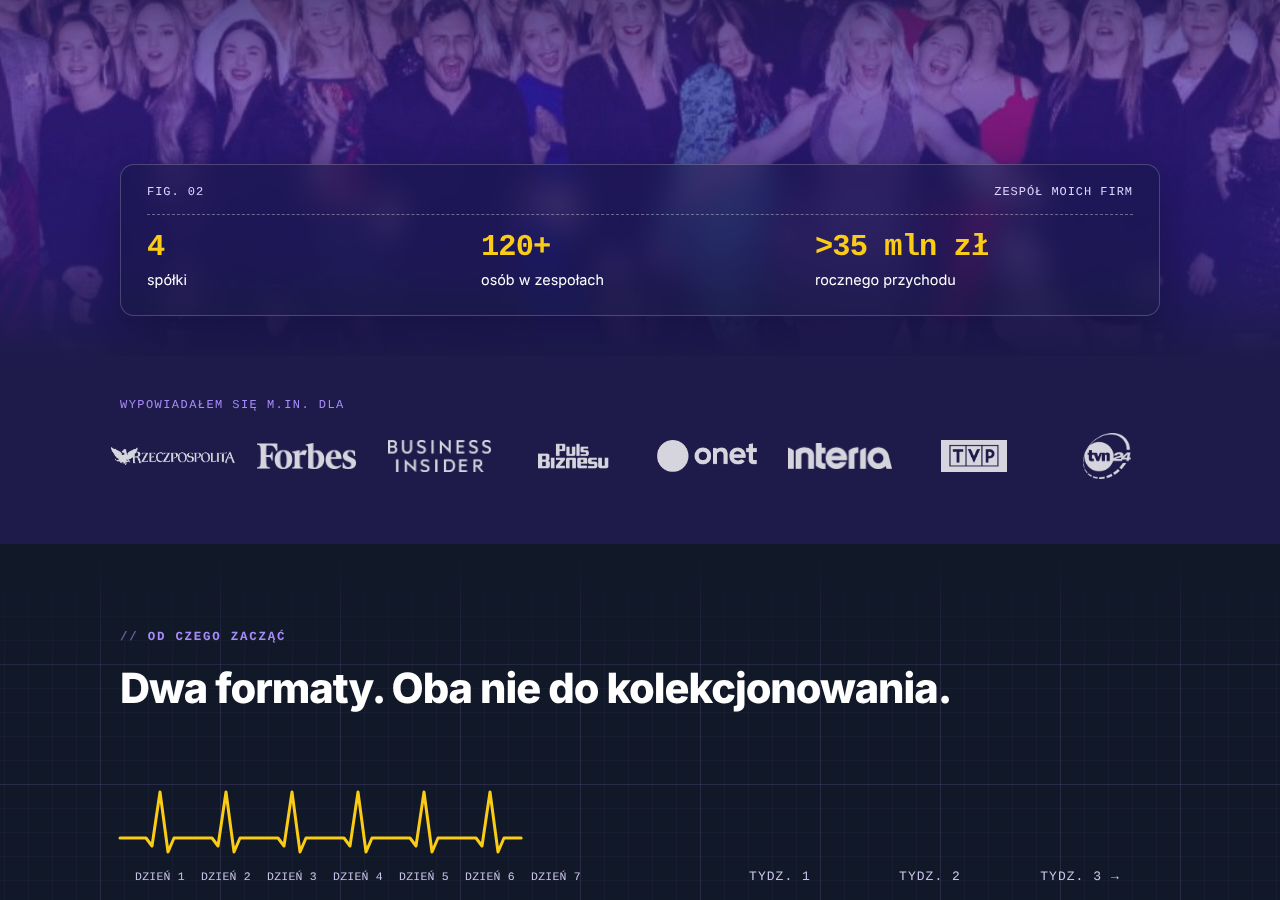 FIG. 02
ZESPÓŁ MOICH FIRM
4
120+
>35 mln zł
spółki
osób w zespołach
rocznego przychodu
WYPOWIADAŁEM SIĘ M.IN. DLA
RZECZPOSPOLITA
Forbes
BUSINESS
INSIDER
Puls
Biznesu
onet
interia
TVP
tvn24
// OD CZEGO ZACZĄĆ
Dwa formaty. Oba nie do kolekcjonowania.
DZIEŃ 1 DZIEŃ 2 DZIEŃ 3 DZIEŃ 4 DZIEŃ 5 DZIEŃ 6 DZIEŃ 7
TYDZ. 1 TYDZ. 2 TYDZ. 3 →